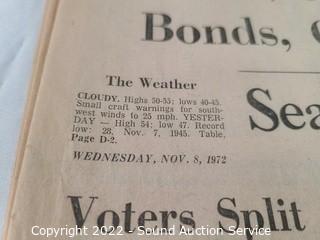 Bonds,
The Weather
CLOUDY. Highs 50-55; lows 40-45.
Small craft warnings for south-
west winds to 25 mph. YESTER-
DAY — High 54; low 47. Record
low: 28, Nov. 7, 1945. Table,
Page D-2.
Sea
WEDNESDAY, NOV. 8, 1972
Voters Split
Copyright 2022 - Sound Auction Service